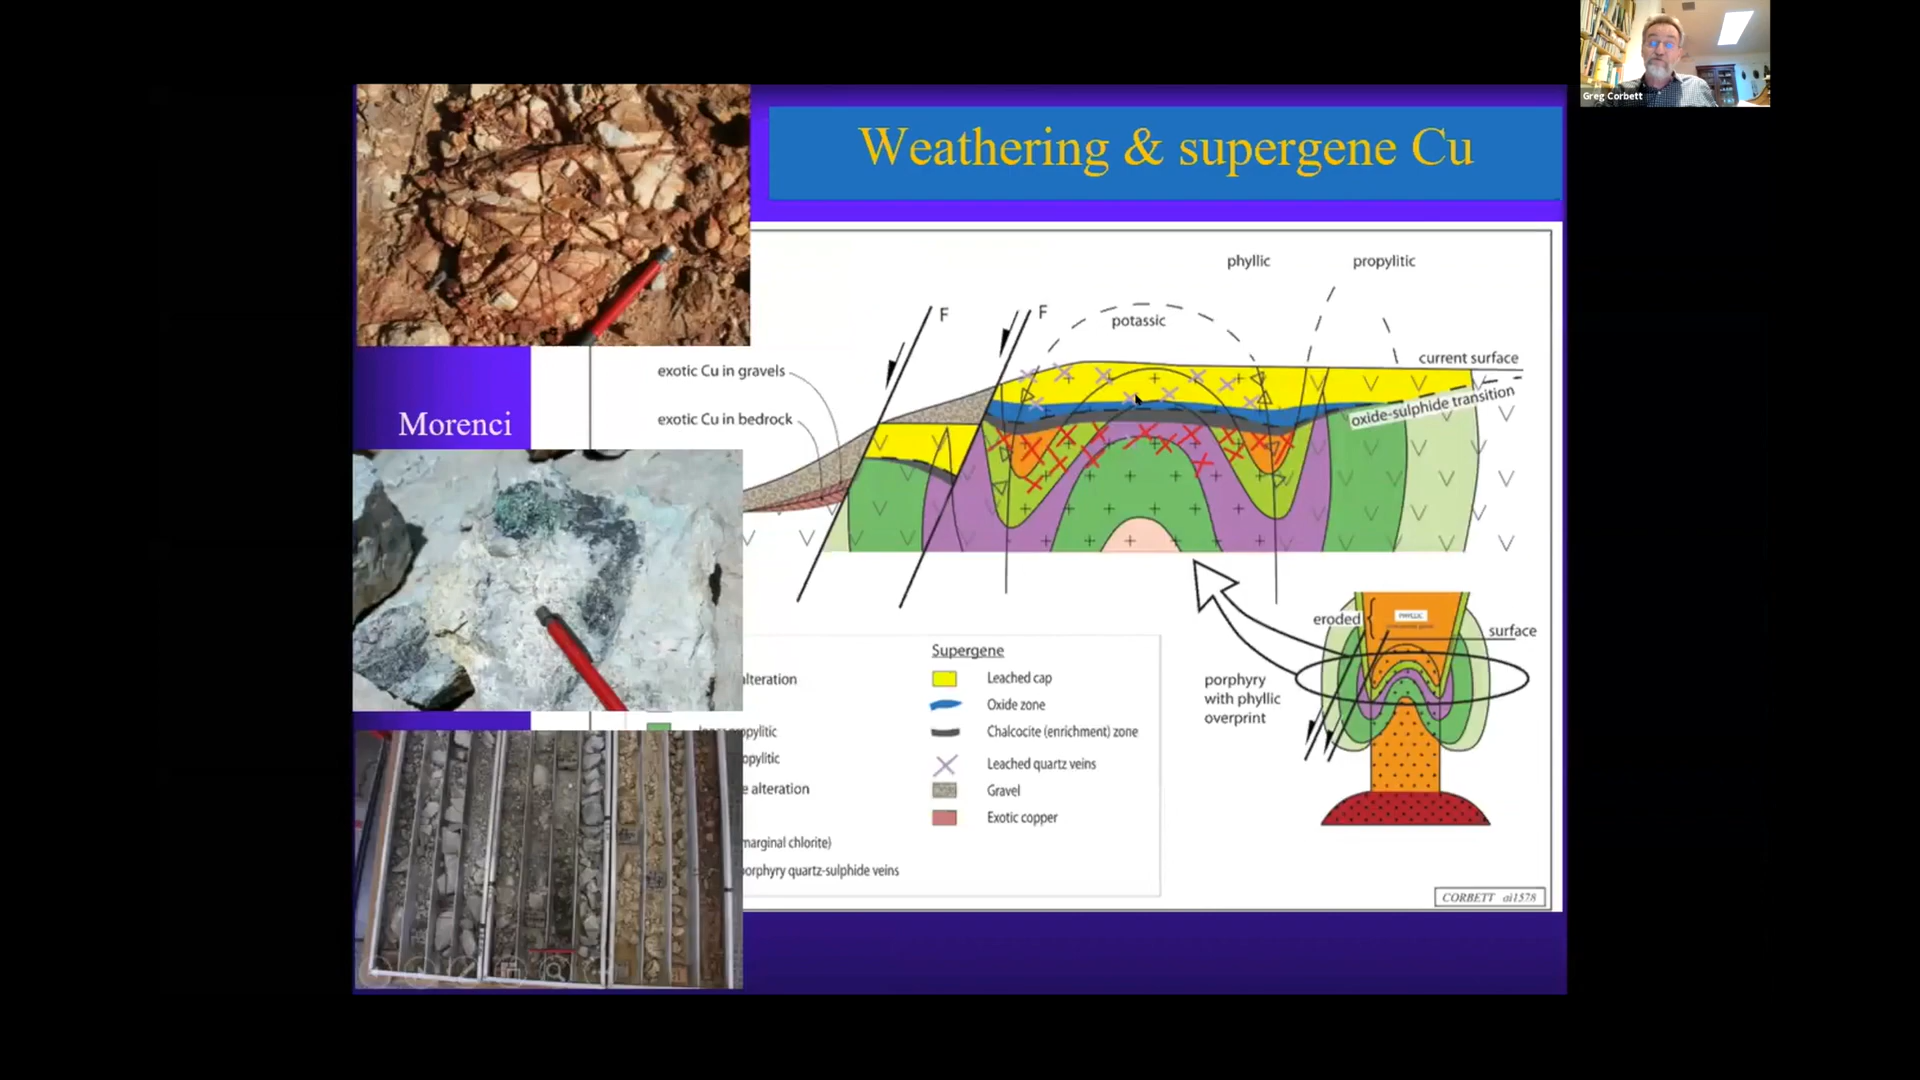 Greg Corbett
Weathering & supergene Cu
phyllic
propylitic
F
F
potassic
exotic Cu in gravels
current surface
oxide-sulphide transition
exotic Cu in bedrock
Morenci
eroded
PHYLLIC
surface
porphyry
with phyllic
overprint
Supergene
alteration
Leached cap
Oxide zone
propylitic
Chalcocite (enrichment) zone
opylitic
Leached quartz veins
e alteration
Gravel
Exotic copper
marginal chlorite)
porphyry quartz-sulphide veins
CORBETT ai1578